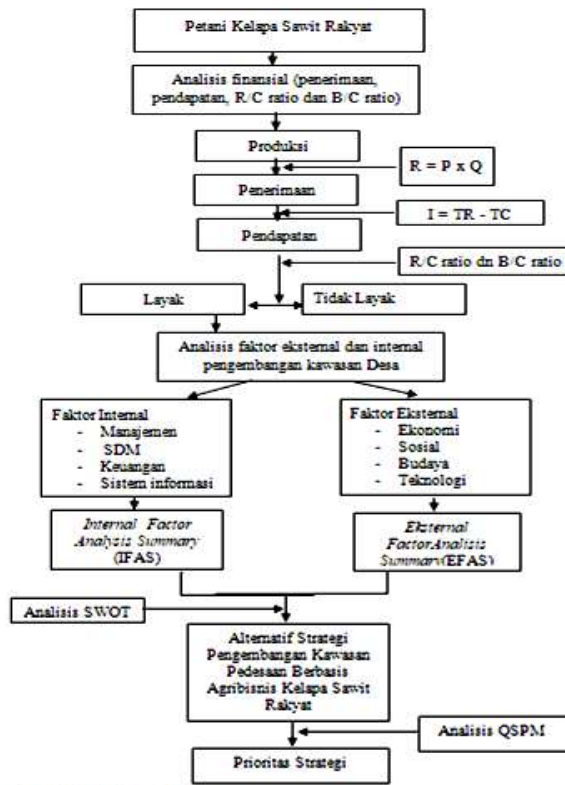 Petani Kelapa Sawit Rakyat
Analisis finansial (penerimaan,
pendapatan, R/C ratio dan B/C ratio)
Produksi
R = P x Q
Penerimaan
I = TR - TC
Pendapatan
R/C ratio dn B/C ratio
Layak
Tidak Layak
Analisis faktor eksternal dan internal
pengembangan kawasan Desa
Faktor Internal
- Manajemen
- SDM
- Keuangan
- Sistem informasi
Faktor Eksternal
- Ekonomi
- Sosial
- Budaya
- Teknologi
Internal Factor
Analysis Summary
(IFAS)
Eksternal
FactorAnalisis
Summary(EFAS)
Analisis SWOT
Alternatif Strategi
Pengembangan Kawasan
Pedesaan Berbasis
Agribisnis Kelapa Sawit
Rakyat
Analisis QSPM
Prioritas Strategi